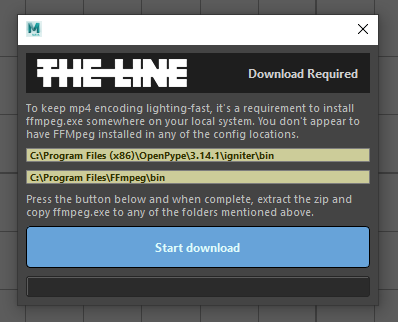 M
THE LINE
Download Required
To keep mp4 encoding lighting-fast, it's a requirement to install
ffmpeg.exe somewhere on your local system. You don't appear to
have FFMpeg installed in any of the config locations.
C:\Program Files (x86)\OpenPype\3.14.1\igniter\bin
C:\Program Files\FFmpeg\bin
Press the button below and when complete, extract the zip and
copy ffmpeg.exe to any of the folders mentioned above.
Start download